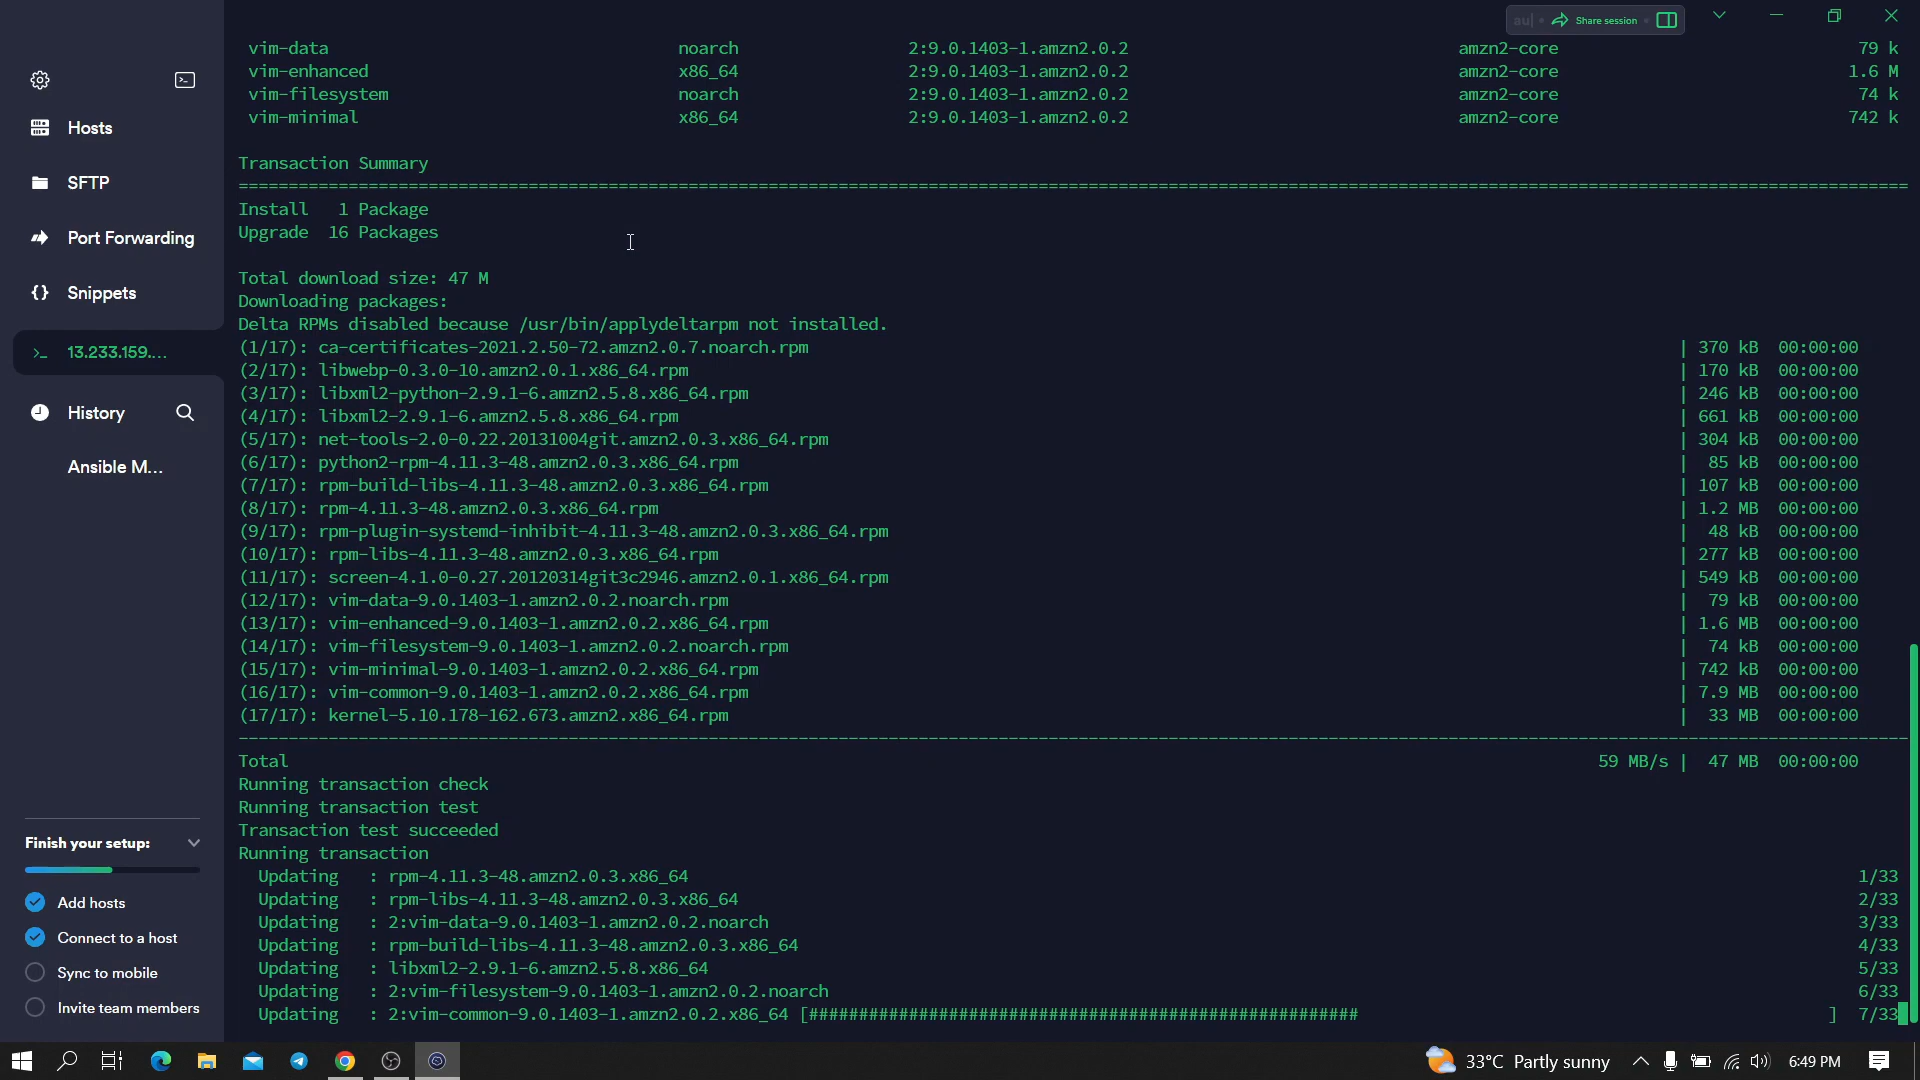 au| Share session
vim-data noarch 2:9.0.1403-1.amzn2.0.2 amzn2-core 79 k
vim-enhanced x86_64 2:9.0.1403-1.amzn2.0.2 amzn2-core 1.6 M
vim-filesystem noarch 2:9.0.1403-1.amzn2.0.2 amzn2-core 74 k
vim-minimal x86_64 2:9.0.1403-1.amzn2.0.2 amzn2-core 742 k
Transaction Summary
Install 1 Package
Upgrade 16 Packages
Total download size: 47 M
Downloading packages:
Delta RPMs disabled because /usr/bin/applydeltarpm not installed.
(1/17): ca-certificates-2021.2.50-72.amzn2.0.7.noarch.rpm | 370 kB 00:00:00
(2/17): libwebp-0.3.0-10.amzn2.0.1.x86_64.rpm | 170 kB 00:00:00
(3/17): libxml2-python-2.9.1-6.amzn2.5.8.x86_64.rpm | 246 kB 00:00:00
(4/17): libxml2-2.9.1-6.amzn2.5.8.x86_64.rpm | 661 kB 00:00:00
(5/17): net-tools-2.0-0.22.20131004git.amzn2.0.3.x86_64.rpm | 304 kB 00:00:00
(6/17): python2-rpm-4.11.3-48.amzn2.0.3.x86_64.rpm | 85 kB 00:00:00
(7/17): rpm-build-libs-4.11.3-48.amzn2.0.3.x86_64.rpm | 107 kB 00:00:00
(8/17): rpm-4.11.3-48.amzn2.0.3.x86_64.rpm | 1.2 MB 00:00:00
(9/17): rpm-plugin-systemd-inhibit-4.11.3-48.amzn2.0.3.x86_64.rpm | 48 kB 00:00:00
(10/17): rpm-libs-4.11.3-48.amzn2.0.3.x86_64.rpm | 277 kB 00:00:00
(11/17): screen-4.1.0-0.27.20120314git3c2946.amzn2.0.1.x86_64.rpm | 549 kB 00:00:00
(12/17): vim-data-9.0.1403-1.amzn2.0.2.noarch.rpm | 79 kB 00:00:00
(13/17): vim-enhanced-9.0.1403-1.amzn2.0.2.x86_64.rpm | 1.6 MB 00:00:00
(14/17): vim-filesystem-9.0.1403-1.amzn2.0.2.noarch.rpm | 74 kB 00:00:00
(15/17): vim-minimal-9.0.1403-1.amzn2.0.2.x86_64.rpm | 742 kB 00:00:00
(16/17): vim-common-9.0.1403-1.amzn2.0.2.x86_64.rpm | 7.9 MB 00:00:00
(17/17): kernel-5.10.178-162.673.amzn2.x86_64.rpm | 33 MB 00:00:00
Total 59 MB/s | 47 MB 00:00:00
Running transaction check
Running transaction test
Transaction test succeeded
Running transaction
Updating : rpm-4.11.3-48.amzn2.0.3.x86_64 1/33
Updating : rpm-libs-4.11.3-48.amzn2.0.3.x86_64 2/33
Updating : 2:vim-data-9.0.1403-1.amzn2.0.2.noarch 3/33
Updating : rpm-build-libs-4.11.3-48.amzn2.0.3.x86_64 4/33
Updating : libxml2-2.9.1-6.amzn2.5.8.x86_64 5/33
Updating : 2:vim-filesystem-9.0.1403-1.amzn2.0.2.noarch 6/33
Updating : 2:vim-common-9.0.1403-1.amzn2.0.2.x86_64 [####################################################### ] 7/33
Hosts
SFTP
Port Forwarding
{} Snippets
>_ 13.233.159....
History
Ansible M...
Finish your setup:
Add hosts
Connect to a host
Sync to mobile
Invite team members
33°C Partly sunny 6:49 PM